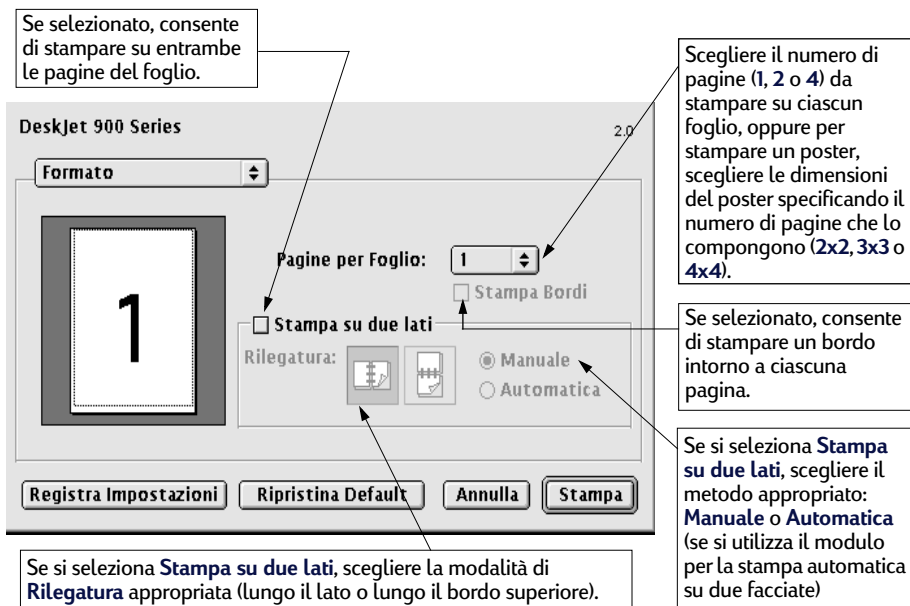 Se selezionato, consente
di stampare su entrambe
le pagine del foglio.
Scegliere il numero di
pagine (1, 2 o 4) da
stampare su ciascun
foglio, oppure per
stampare un poster,
scegliere le dimensioni
del poster specificando il
numero di pagine che lo
compongono (2x2, 3x3 o
4x4).
DeskJet 900 Series
2.0
Formato
1
Pagine per Foglio: 1
Stampa Bordi
Stampa su due lati
Rilegatura:
Manuale
Automatica
Se selezionato, consente
di stampare un bordo
intorno a ciascuna
pagina.
Se si seleziona Stampa
su due lati, scegliere il
metodo appropriato:
Manuale o Automatica
(se si utilizza il modulo
per la stampa automatica
su due facciate)
Registra Impostazioni Ripristina Default Annulla Stampa
Se si seleziona Stampa su due lati, scegliere la modalità di
Rilegatura appropriata (lungo il lato o lungo il bordo superiore).